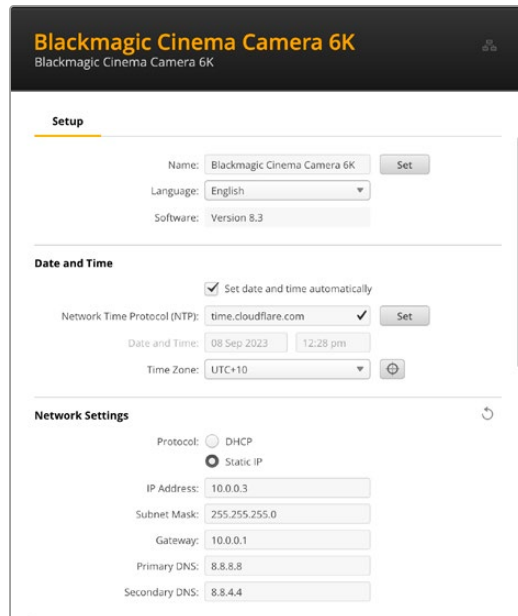 Blackmagic Cinema Camera 6K
Blackmagic Cinema Camera 6K
Setup
Name: Blackmagic Cinema Camera 6K Set
Language: English
Software: Version 8.3
Date and Time
Set date and time automatically
Network Time Protocol (NTP): time.cloudflare.com Set
Date and Time: 08 Sep 2023 12:28 pm
Time Zone: UTC+10
Network Settings
Protocol: DHCP
Static IP
IP Address: 10.0.0.3
Subnet Mask: 255.255.255.0
Gateway: 10.0.0.1
Primary DNS: 8.8.8.8
Secondary DNS: 8.8.4.4